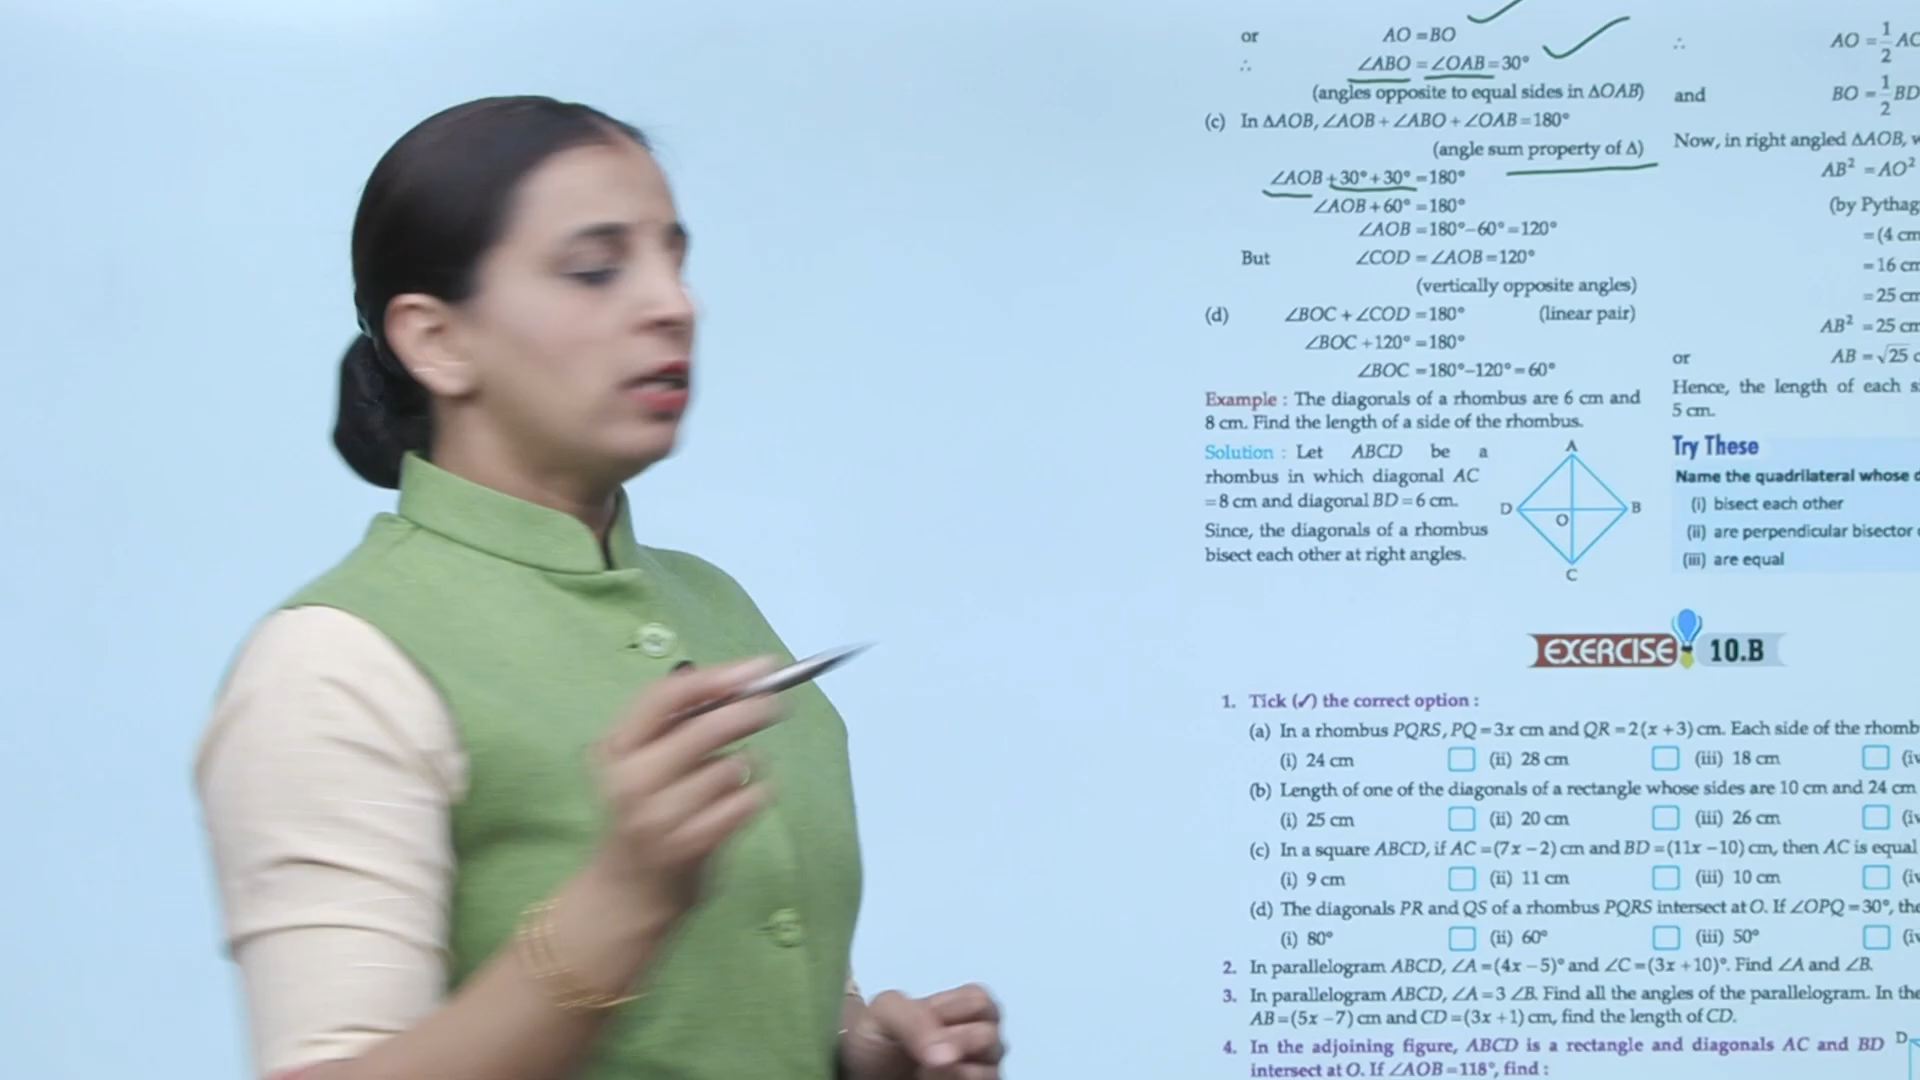 or AO = BO
∴ ∠ABO = ∠OAB = 30°
(angles opposite to equal sides in ΔOAB)
(c) In ΔAOB, ∠AOB + ∠ABO + ∠OAB = 180°
(angle sum property of Δ)
∠AOB + 30° + 30° = 180°
∠AOB + 60° = 180°
∠AOB = 180° – 60° = 120°
But ∠COD = ∠AOB = 120°
(vertically opposite angles)
(d) ∠BOC + ∠COD = 180° (linear pair)
∠BOC + 120° = 180°
∠BOC = 180° – 120° = 60°
Example : The diagonals of a rhombus are 6 cm and
8 cm. Find the length of a side of the rhombus.
Solution : Let ABCD be a
rhombus in which diagonal AC
= 8 cm and diagonal BD = 6 cm.
Since, the diagonals of a rhombus
bisect each other at right angles.
A
D
B
O
C
∴ AO = 1/2 AC
and BO = 1/2 BD
Now, in right angled ΔAOB,
AB² = AO²
(by
= (4
= 16
= 25
AB² = 25
or AB = √25
Hence, the length of each
5 cm.
Try These
Name the quadrilateral whose
(i) bisect each other
(ii) are perpendicular bisector
(iii) are equal
EXERCISE 10.B
1. Tick (✓) the correct option :
(a) In a rhombus PQRS, PQ = 3x cm and QR = 2(x + 3) cm. Each side of the
(i) 24 cm (ii) 28 cm (iii) 18 cm
(b) Length of one of the diagonals of a rectangle whose sides are 10 cm and 24 cm
(i) 25 cm (ii) 20 cm (iii) 26 cm
(c) In a square ABCD, if AC = (7x – 2) cm and BD = (11x – 10) cm, then AC is equal
(i) 9 cm (ii) 11 cm (iii) 10 cm
(d) The diagonals PR and QS of a rhombus PQRS intersect at O. If ∠OPQ = 30°,
(i) 80° (ii) 60° (iii) 50°
2. In parallelogram ABCD, ∠A = (4x – 5)° and ∠C = (3x + 10)°. Find ∠A and ∠B.
3. In parallelogram ABCD, ∠A = 3 ∠B. Find all the angles of the parallelogram. In the
AB = (5x – 7) cm and CD = (3x + 1) cm, find the length of CD.
4. In the adjoining figure, ABCD is a rectangle and diagonals AC and BD
intersect at O. If ∠AOB = 118°, find :
D